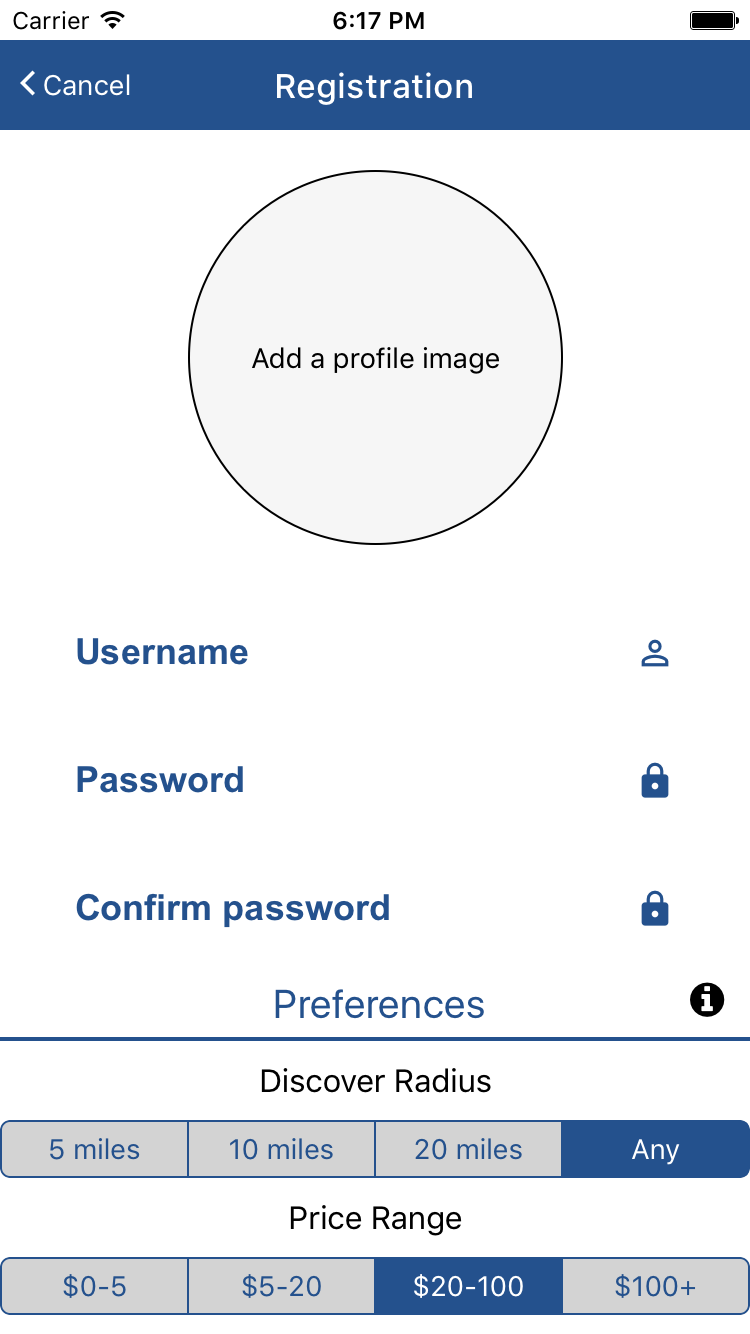 Carrier 6:17 PM
Cancel Registration
Add a profile image
Username
Password
Confirm password
Preferences
Discover Radius
5 miles 10 miles 20 miles Any
Price Range
$0-5 $5-20 $20-100 $100+